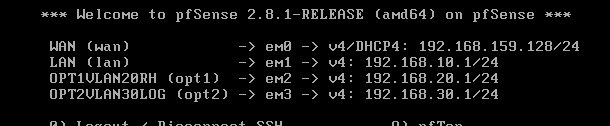 *** Welcome to pfSense 2.8.1-RELEASE (amd64) on pfSense ***
WAN (wan) -> em0 -> v4/DHCP4: 192.168.159.128/24
LAN (lan) -> em1 -> v4: 192.168.10.1/24
OPT1VLAN20RH (opt1) -> em2 -> v4: 192.168.20.1/24
OPT2VLAN30LOG (opt2) -> em3 -> v4: 192.168.30.1/24
0) Logout / Disconnect SSH 9) pfTop